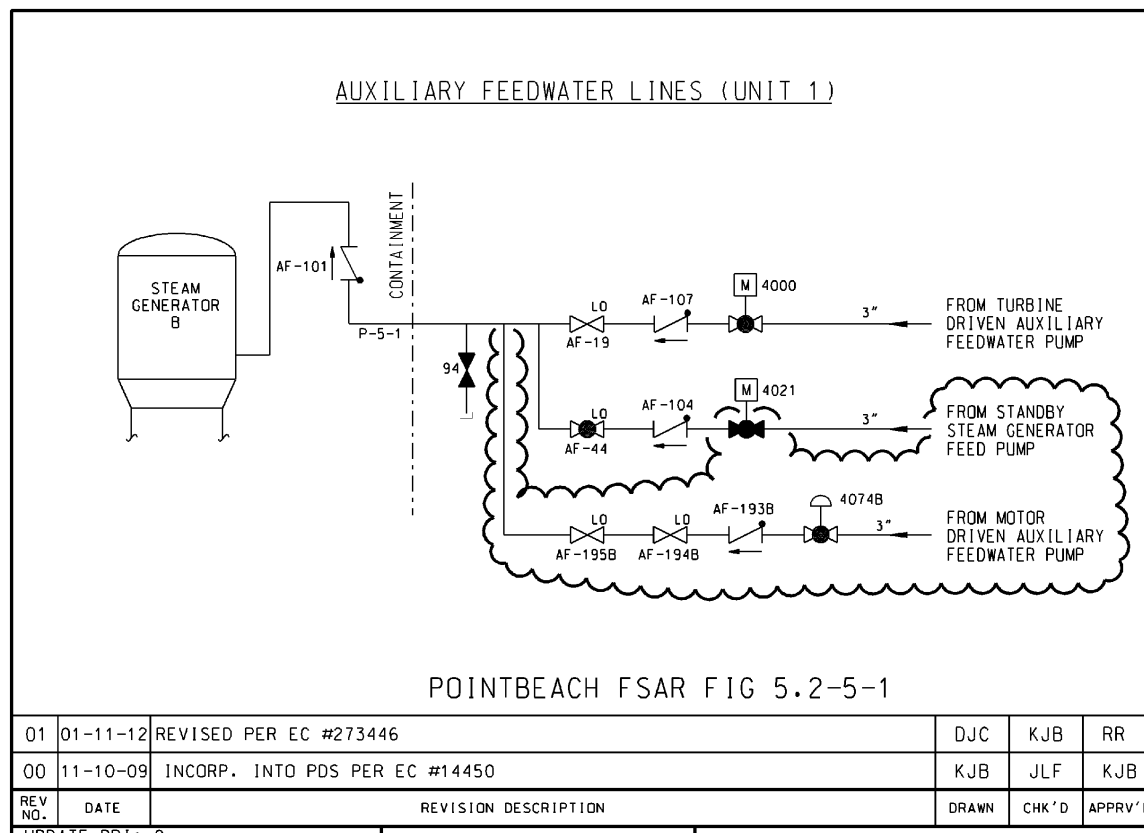 AUXILIARY FEEDWATER LINES (UNIT 1)
CONTAINMENT
AF-101
STEAM
GENERATOR
B
P-5-1
94
LO
AF-19
AF-107
M 4000
3"
FROM TURBINE
DRIVEN AUXILIARY
FEEDWATER PUMP
LO
AF-44
AF-104
M 4021
3"
FROM STANDBY
STEAM GENERATOR
FEED PUMP
LO
AF-195B
LO
AF-194B
AF-193B
4074B
3"
FROM MOTOR
DRIVEN AUXILIARY
FEEDWATER PUMP
POINTBEACH FSAR FIG 5.2-5-1
01 01-11-12 REVISED PER EC #273446 DJC KJB RR
00 11-10-09 INCORP. INTO PDS PER EC #14450 KJB JLF KJB
REV NO. DATE REVISION DESCRIPTION DRAWN CHK'D APPRV'